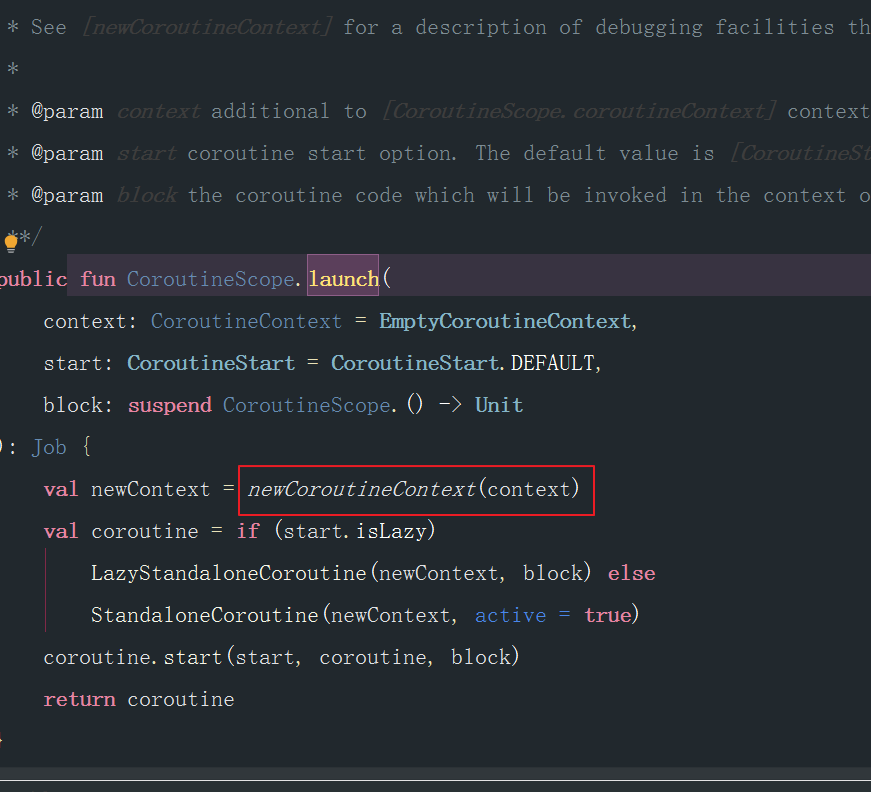 * See [newCoroutineContext] for a description of debugging facilities th
*
* @param context additional to [CoroutineScope.coroutineContext] context
* @param start coroutine start option. The default value is [CoroutineSt
* @param block the coroutine code which will be invoked in the context o
**/
public fun CoroutineScope.launch(
context: CoroutineContext = EmptyCoroutineContext,
start: CoroutineStart = CoroutineStart.DEFAULT,
block: suspend CoroutineScope.() -> Unit
): Job {
val newContext = newCoroutineContext(context)
val coroutine = if (start.isLazy)
LazyStandaloneCoroutine(newContext, block) else
StandaloneCoroutine(newContext, active = true)
coroutine.start(start, coroutine, block)
return coroutine
}